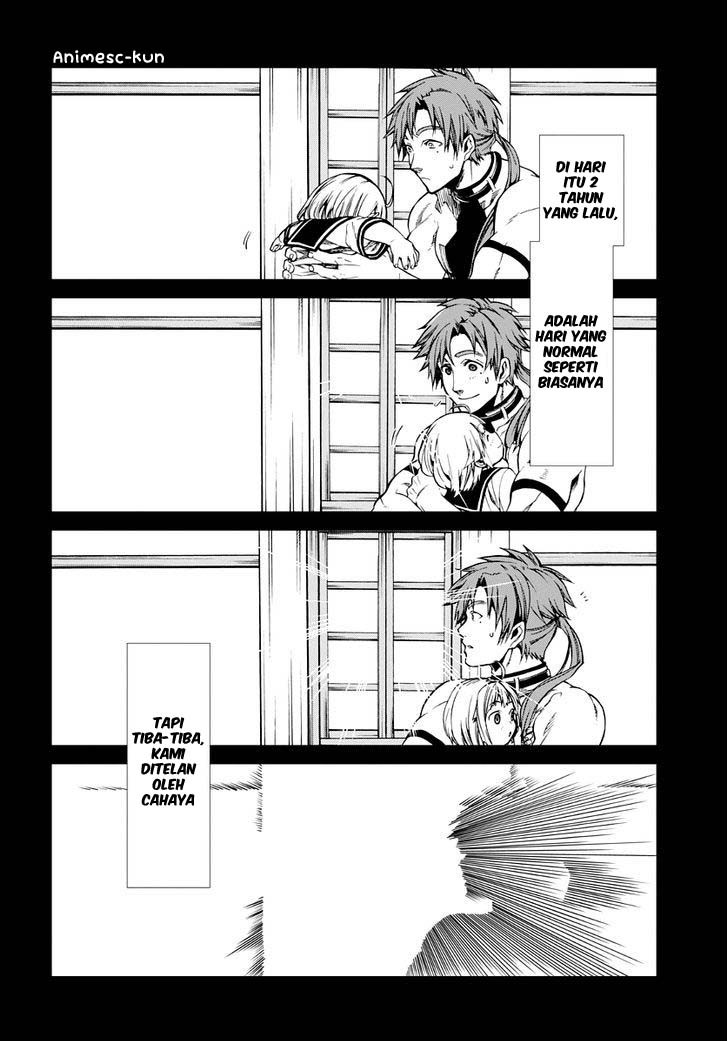 Animesc-kun
DI HARI
ITU 2
TAHUN
YANG LALU,
ADALAH
HARI YANG
NORMAL
SEPERTI
BIASANYA
TAPI
TIBA-TIBA,
KAMI
DITELAN
OLEH
CAHAYA